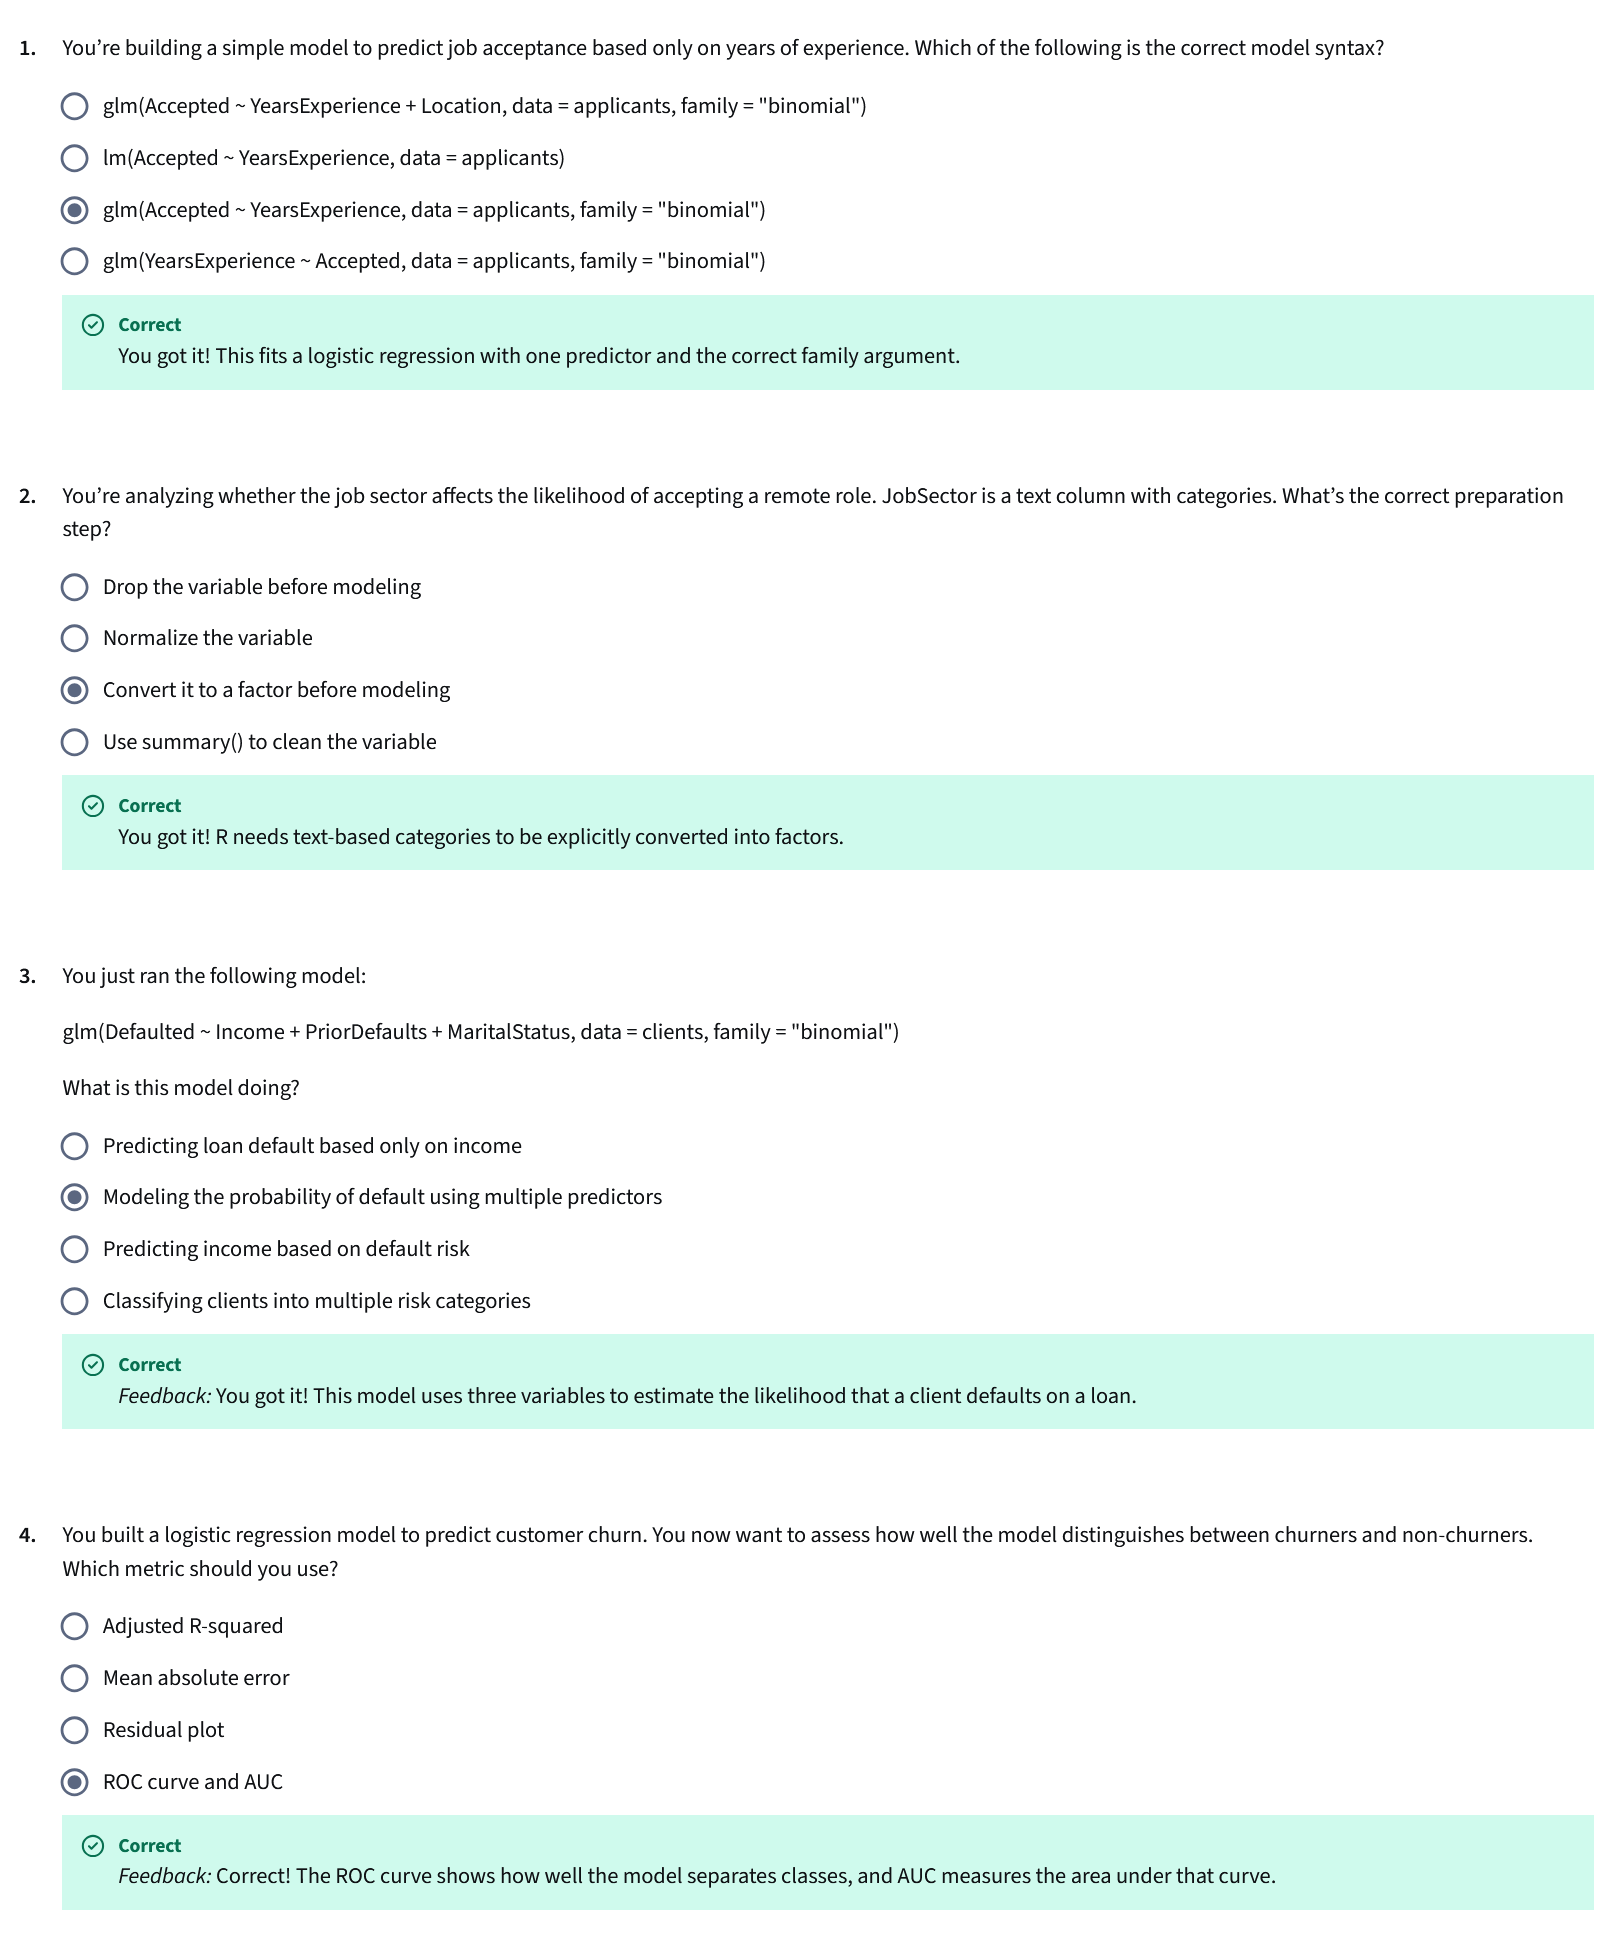 1. You’re building a simple model to predict job acceptance based only on years of experience. Which of the following is the correct model syntax?
glm(Accepted ~ YearsExperience + Location, data = applicants, family = "binomial")
lm(Accepted ~ YearsExperience, data = applicants)
glm(Accepted ~ YearsExperience, data = applicants, family = "binomial")
glm(YearsExperience ~ Accepted, data = applicants, family = "binomial")
Correct
You got it! This fits a logistic regression with one predictor and the correct family argument.
2. You’re analyzing whether the job sector affects the likelihood of accepting a remote role. JobSector is a text column with categories. What’s the correct preparation
step?
Drop the variable before modeling
Normalize the variable
Convert it to a factor before modeling
Use summary() to clean the variable
Correct
You got it! R needs text-based categories to be explicitly converted into factors.
3. You just ran the following model:
glm(Defaulted ~ Income + PriorDefaults + MaritalStatus, data = clients, family = "binomial")
What is this model doing?
Predicting loan default based only on income
Modeling the probability of default using multiple predictors
Predicting income based on default risk
Classifying clients into multiple risk categories
Correct
Feedback: You got it! This model uses three variables to estimate the likelihood that a client defaults on a loan.
4. You built a logistic regression model to predict customer churn. You now want to assess how well the model distinguishes between churners and non-churners.
Which metric should you use?
Adjusted R-squared
Mean absolute error
Residual plot
ROC curve and AUC
Correct
Feedback: Correct! The ROC curve shows how well the model separates classes, and AUC measures the area under that curve.